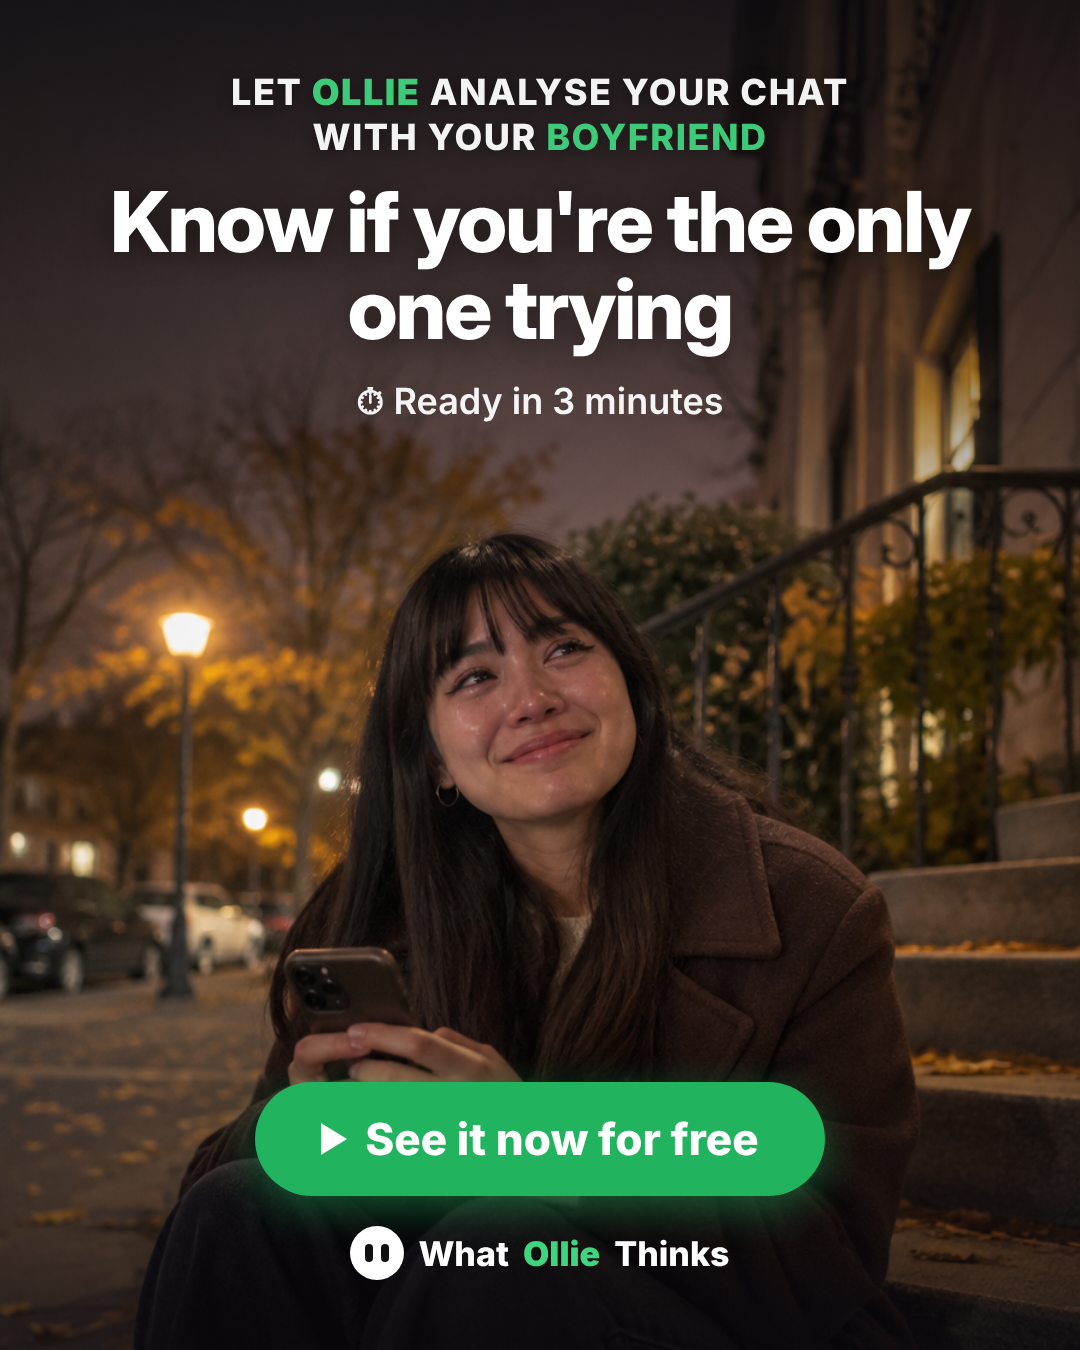 LET OLLIE ANALYSE YOUR CHAT
WITH YOUR BOYFRIEND
Know if you're the only
one trying
⏱ Ready in 3 minutes
▶ See it now for free
What Ollie Thinks